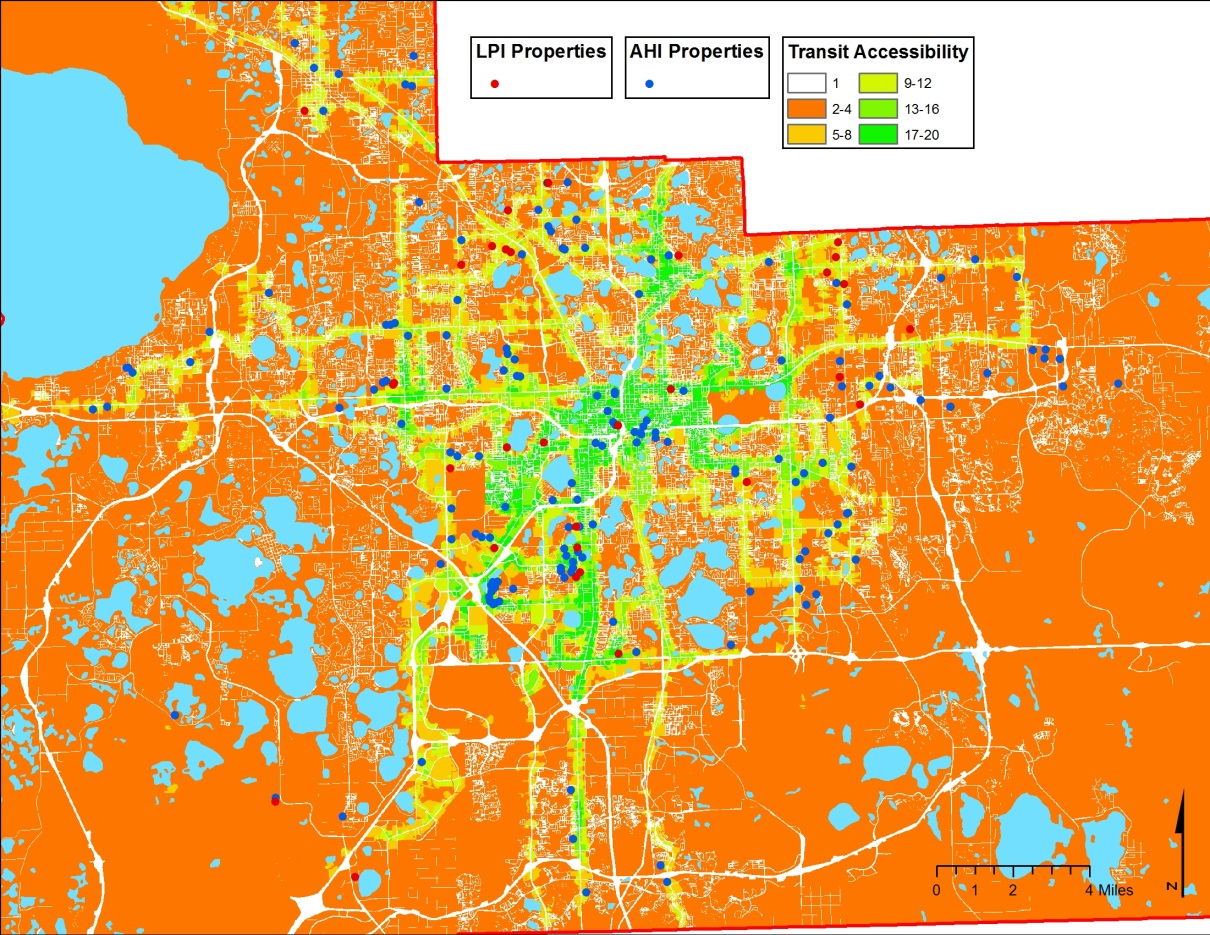 LPI Properties
AHI Properties
Transit Accessibility
1
9-12
2-4
13-16
5-8
17-20
0 1 2 4 Miles
N